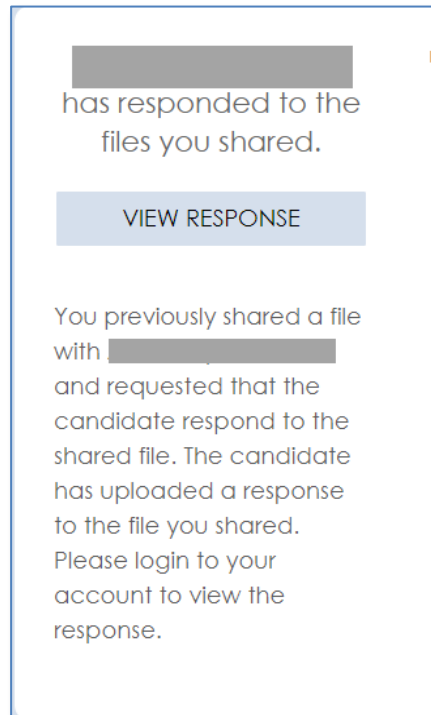 has responded to the
files you shared.
VIEW RESPONSE
You previously shared a file
with
and requested that the
candidate respond to the
shared file. The candidate
has uploaded a response
to the file you shared.
Please login to your
account to view the
response.